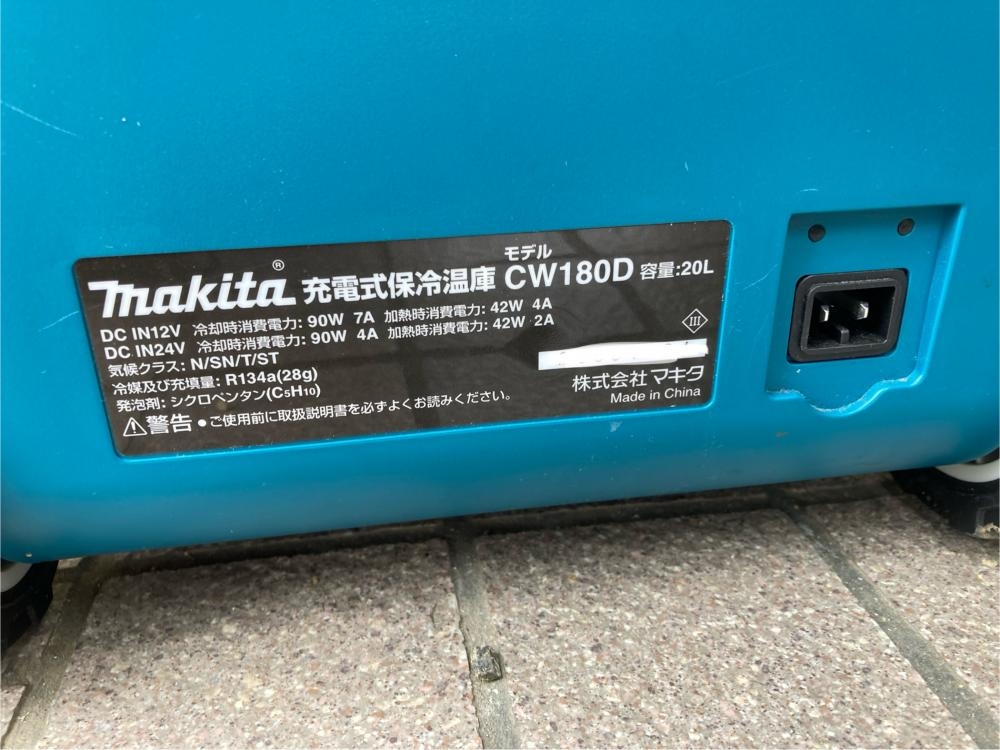 makita® 充電式保冷温庫 モデル CW180D 容量:20L
DC IN12V 冷却時消費電力: 90W 7A 加熱時消費電力: 42W 4A
DC IN24V 冷却時消費電力: 90W 4A 加熱時消費電力: 42W 2A
気候クラス: N/SN/T/ST
冷媒及び充填量: R134a(28g)
発泡剤: シクロペンタン(C5H10)
⚠警告 ●ご使用前に取扱説明書を必ずよくお読みください。
III
株式会社 マキタ
Made in China